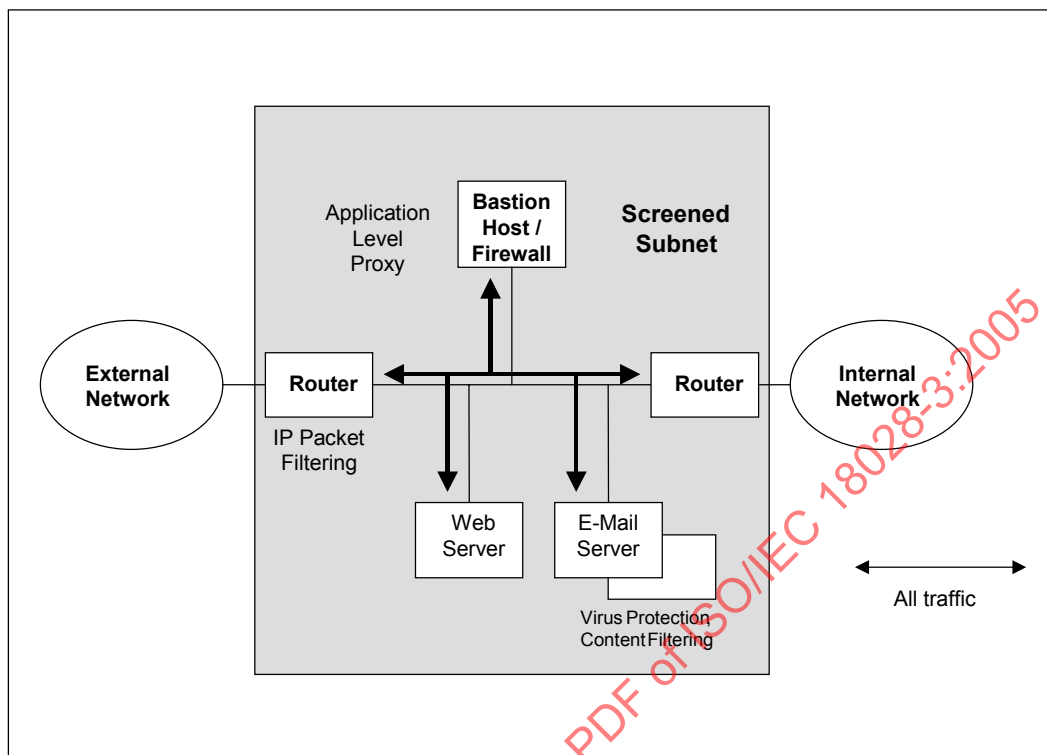 Bastion
Host /
Firewall
Application
Level
Proxy
Screened
Subnet
External
Network
Router
IP Packet
Filtering
Router
Internal
Network
Web
Server
E-Mail
Server
Virus Protection,
Content Filtering
All traffic
PDF of ISO/IEC 18028-3:2005